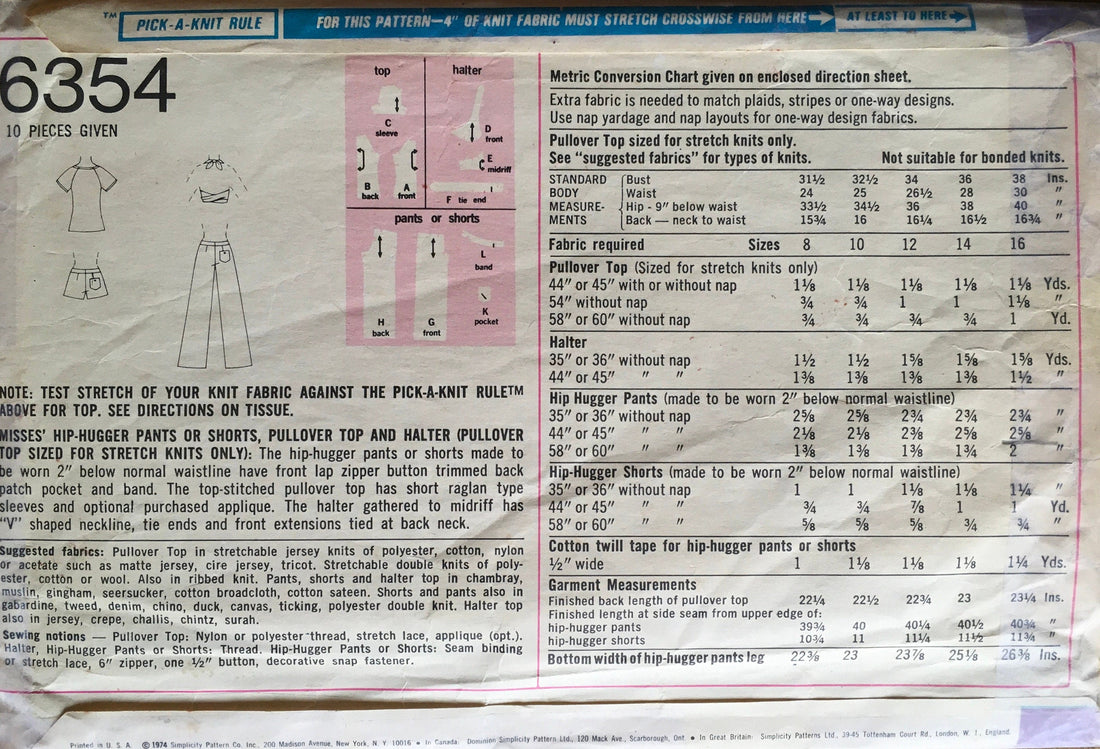 ™ PICK-A-KNIT RULE
FOR THIS PATTERN—4" OF KNIT FABRIC MUST STRETCH CROSSWISE FROM HERE → AT LEAST TO HERE →
6354
10 PIECES GIVEN
top
halter
C
sleeve
D
front
E
midriff
B
back
A
front
F tie end
pants or shorts
L
band
K
pocket
H
back
G
front
NOTE: TEST STRETCH OF YOUR KNIT FABRIC AGAINST THE PICK-A-KNIT RULE™
ABOVE FOR TOP. SEE DIRECTIONS ON TISSUE.
MISSES' HIP-HUGGER PANTS OR SHORTS, PULLOVER TOP AND HALTER (PULLOVER
TOP SIZED FOR STRETCH KNITS ONLY): The hip-hugger pants or shorts made to
be worn 2" below normal waistline have front lap zipper button trimmed back
patch pocket and band. The top-stitched pullover top has short raglan type
sleeves and optional purchased applique. The halter gathered to midriff has
"V" shaped neckline, tie ends and front extensions tied at back neck.
Suggested fabrics: Pullover Top in stretchable jersey knits of polyester, cotton, nylon
or acetate such as matte jersey, cire jersey, tricot. Stretchable double knits of poly-
ester, cotton or wool. Also in ribbed knit. Pants, shorts and halter top in chambray,
muslin, gingham, seersucker, cotton broadcloth, cotton sateen. Shorts and pants also in
gabardine, tweed, denim, chino, duck, canvas, ticking, polyester double knit. Halter top
also in jersey, crepe, challis, chintz, surah.
Sewing notions — Pullover Top: Nylon or polyester thread, stretch lace, applique (opt.).
Halter, Hip-Hugger Pants or Shorts: Thread. Hip-Hugger Pants or Shorts: Seam binding
or stretch lace, 6" zipper, one ½" button, decorative snap fastener.
Metric Conversion Chart given on enclosed direction sheet.
Extra fabric is needed to match plaids, stripes or one-way designs.
Use nap yardage and nap layouts for one-way design fabrics.
Pullover Top sized for stretch knits only.
See "suggested fabrics" for types of knits. Not suitable for bonded knits.
STANDARD Bust 31½ 32½ 34 36 38 Ins.
BODY Waist 24 25 26½ 28 30 "
MEASURE- Hip - 9" below waist 33½ 34½ 36 38 40 "
MENTS Back — neck to waist 15¾ 16 16¼ 16½ 16¾ "
Fabric required Sizes 8 10 12 14 16
Pullover Top (Sized for stretch knits only)
44" or 45" with or without nap 1⅛ 1⅛ 1⅛ 1⅛ 1⅛ Yds.
54" without nap ¾ ¾ 1 1 1⅛ "
58" or 60" without nap ¾ ¾ ¾ ¾ 1 Yd.
Halter
35" or 36" without nap 1½ 1½ 1⅝ 1⅝ 1⅝ Yds.
44" or 45" " " 1⅜ 1⅜ 1⅜ 1⅜ 1½ "
Hip Hugger Pants (made to be worn 2" below normal waistline)
35" or 36" without nap 2⅝ 2⅝ 2¾ 2¾ 2¾ "
44" or 45" " " 2⅛ 2⅛ 2⅜ 2⅝ 2⅝ "
58" or 60" " " 1⅜ 1⅜ 1⅜ 1¾ 2 "
Hip-Hugger Shorts (made to be worn 2" below normal waistline)
35" or 36" without nap 1 1 1⅛ 1⅛ 1¼ "
44" or 45" " " ¾ ¾ ⅞ 1 1 Yd.
58" or 60" " " ⅝ ⅝ ⅝ ¾ ¾ "
Cotton twill tape for hip-hugger pants or shorts
½" wide 1 1⅛ 1⅛ 1⅛ 1¼ Yds.
Garment Measurements
Finished back length of pullover top 22¼ 22½ 22¾ 23 23¼ Ins.
Finished length at side seam from upper edge of:
hip-hugger pants 39¾ 40 40¼ 40½ 40¾ "
hip-hugger shorts 10¾ 11 11¼ 11½ 11¾ "
Bottom width of hip-hugger pants leg 22⅜ 23 23⅞ 25⅛ 26⅜ Ins.
Printed in U. S. A. © 1974 Simplicity Pattern Co. Inc., 200 Madison Avenue, New York, N. Y. 10016 • In Canada: Dominion Simplicity Pattern Ltd., 120 Mack Ave., Scarborough, Ont. • In Great Britain: Simplicity Patterns Ltd., 39-45 Tottenham Court Rd., London, W. 1., England.